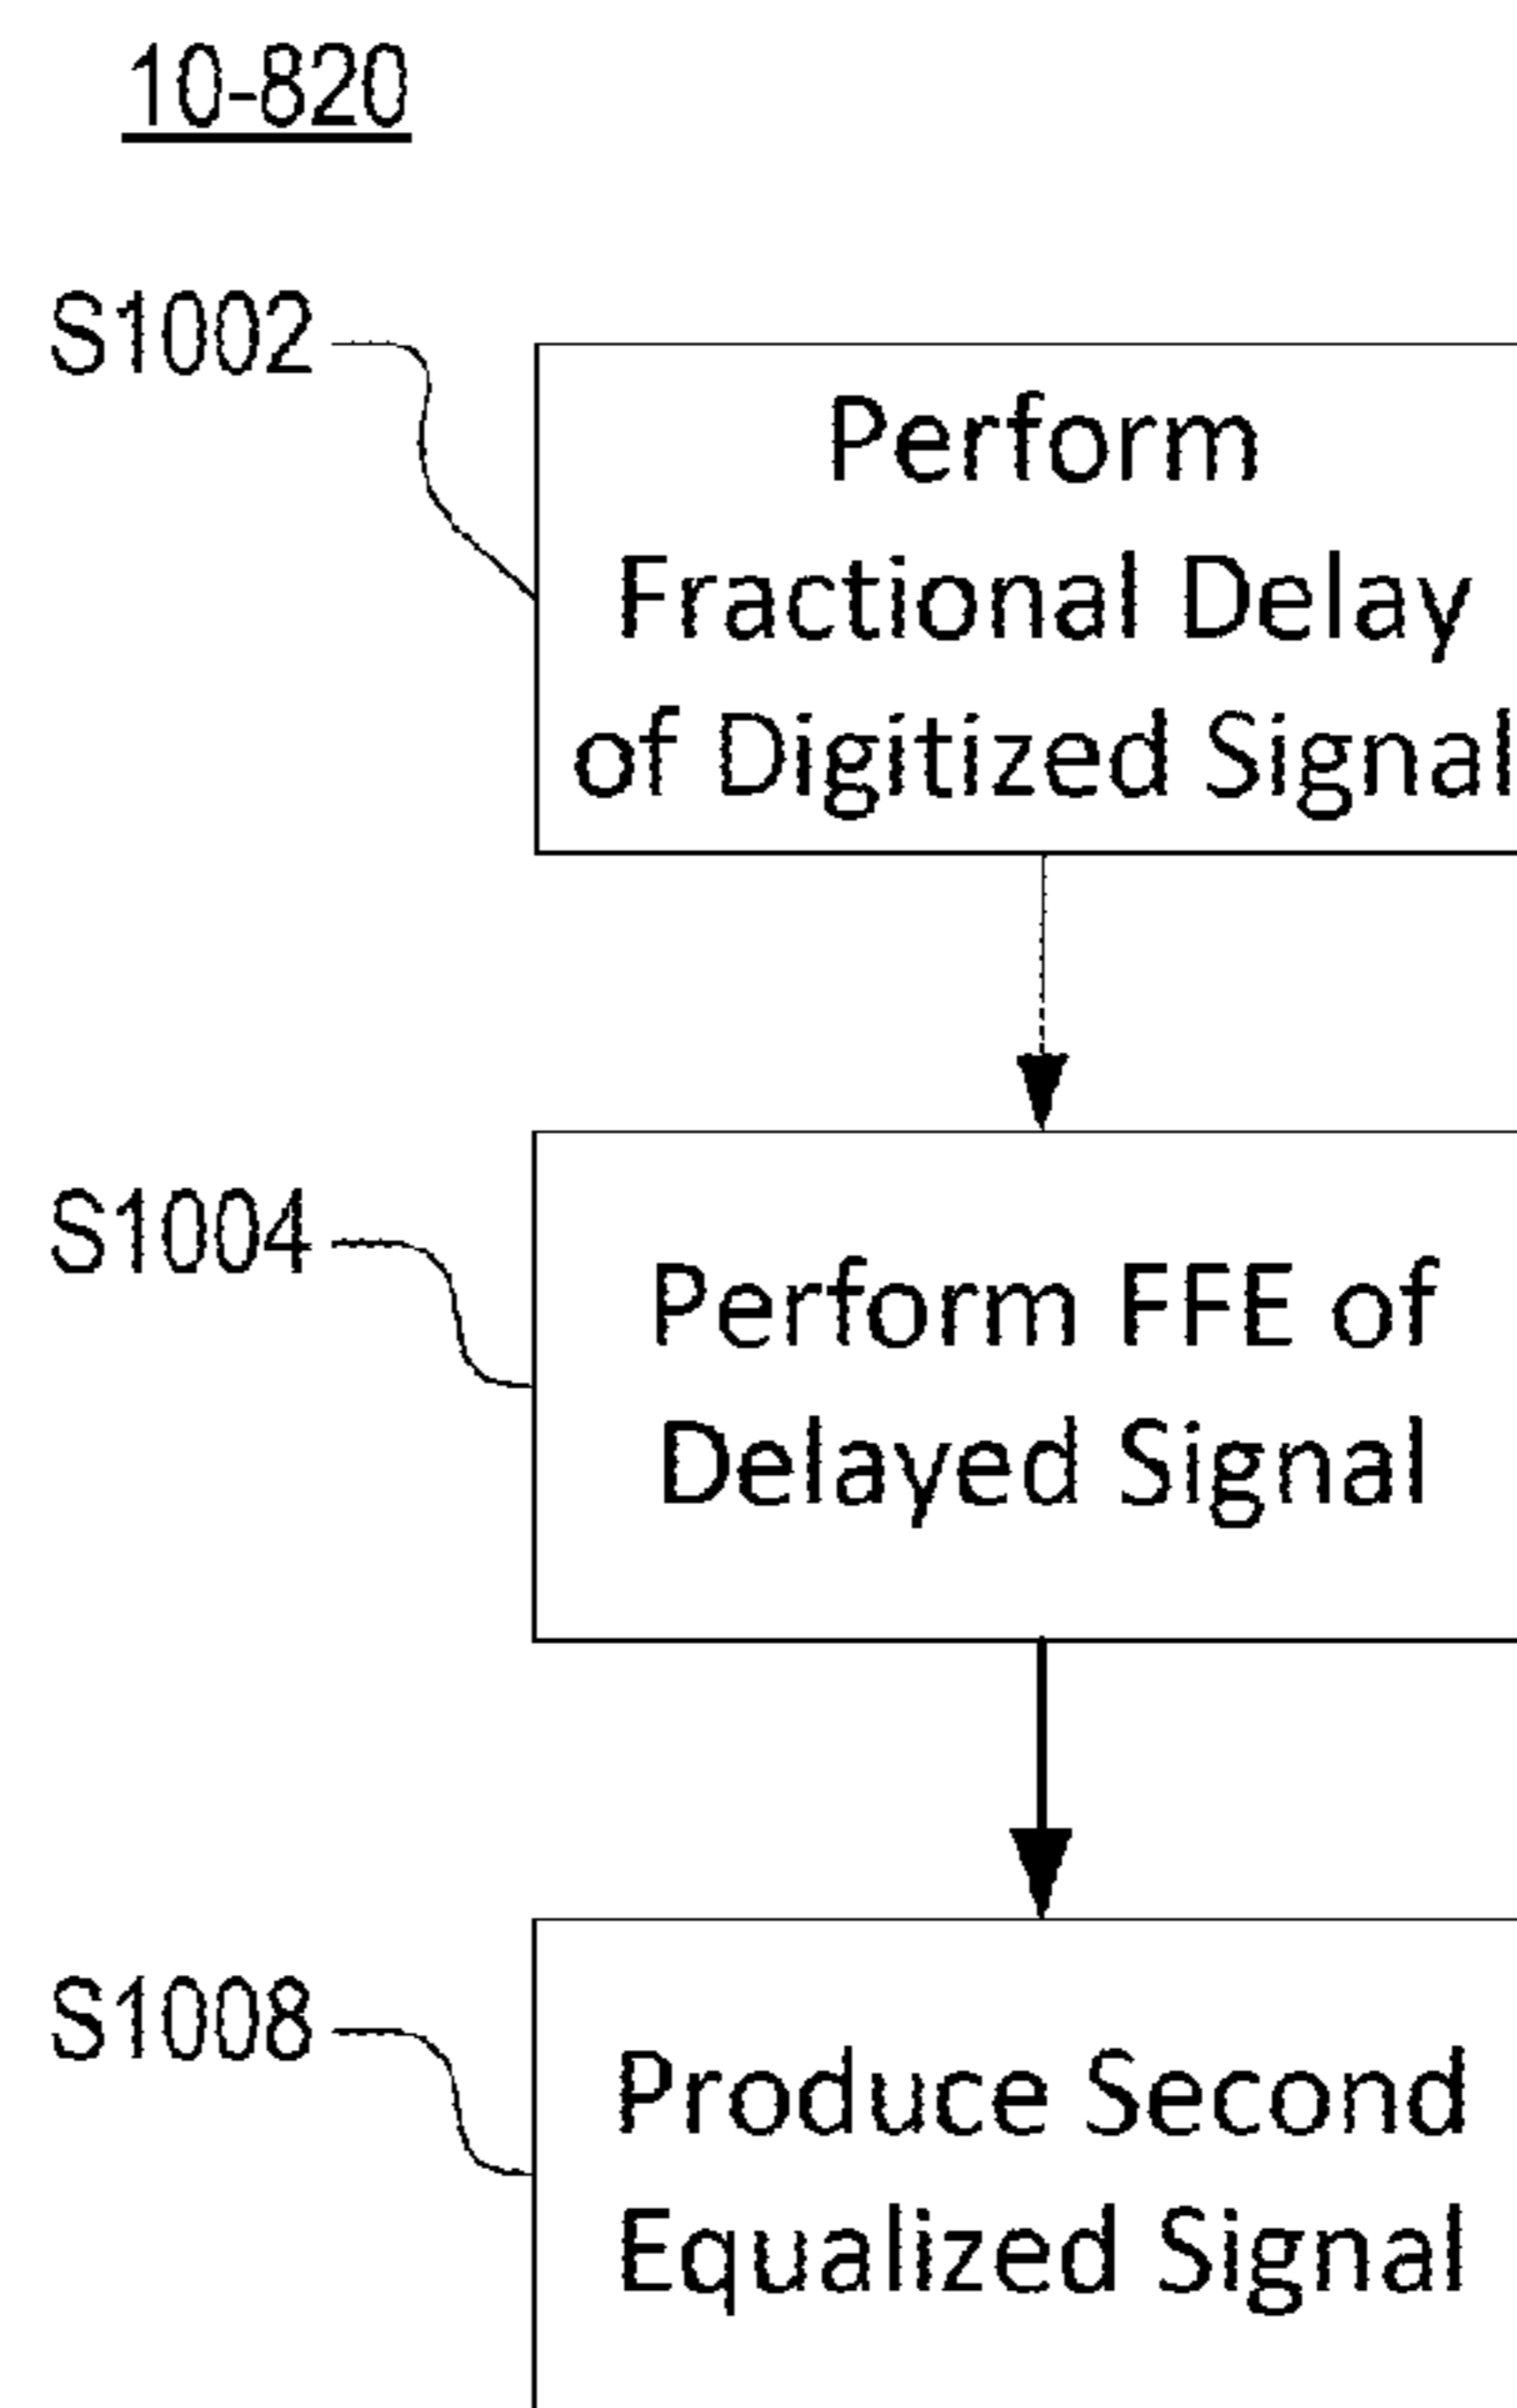 10-820
S1002
Perform
Fractional Delay
of Digitized Signal
S1004
Perform FFE of
Delayed Signal
S1008
Produce Second
Equalized Signal